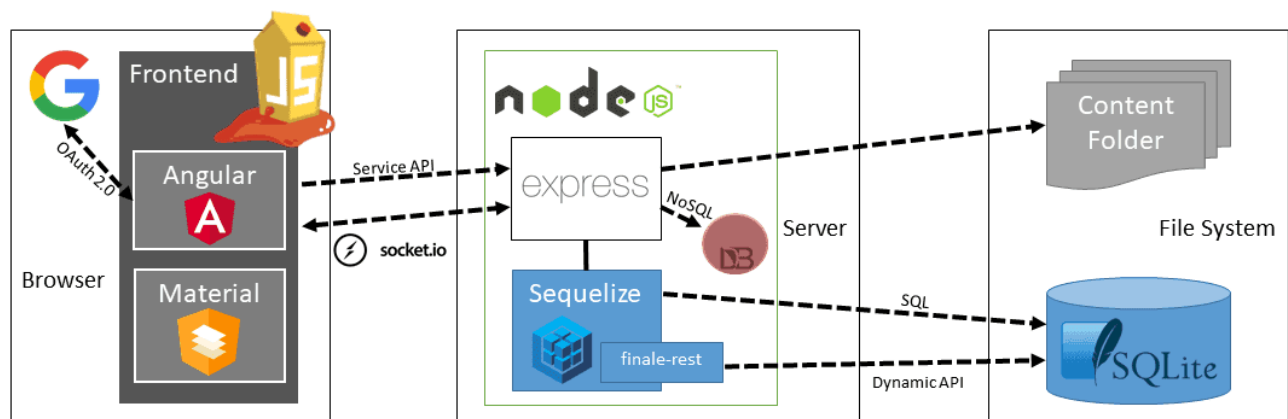 Frontend
JS
OAuth 2.0
Angular
A
Browser
Material
Service API
socket.io
node
JS
™
express
NoSQL
DB
Server
Sequelize
finale-rest
SQL
Dynamic API
Content
Folder
File System
SQLite